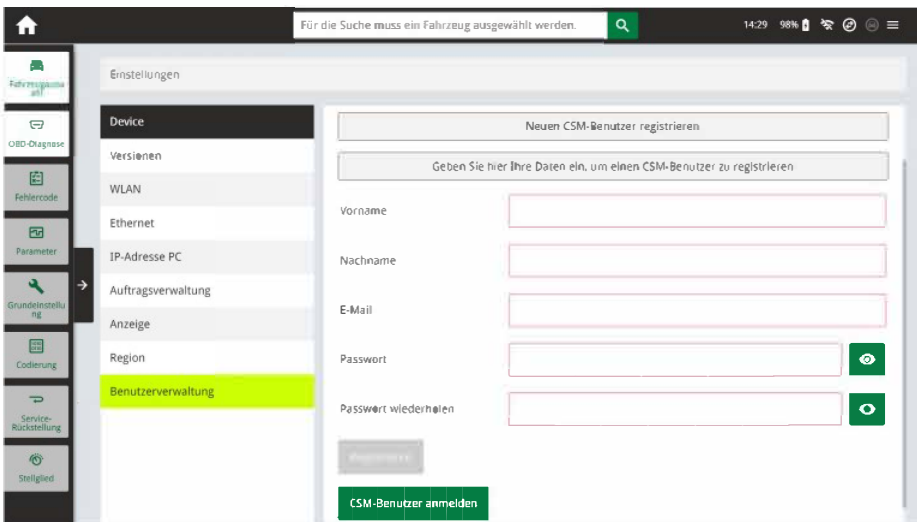 Für die Suche muss ein Fahrzeug ausgewählt werden.
14:29 98%
Einstellungen
OBD-Diagnose
Fehlercode
Parameter
Grundeinstellu
ng
Codierung
Service-
Rückstellung
Stellglied
Device
Versionen
WLAN
Ethernet
IP-Adresse PC
Auftragsverwaltung
Anzeige
Region
Benutzerverwaltung
Neuen CSM-Benutzer registrieren
Geben Sie hier Ihre Daten ein, um einen CSM-Benutzer zu registrieren
Vorname
Nachname
E-Mail
Passwort
Passwort wiederholen
CSM-Benutzer anmelden